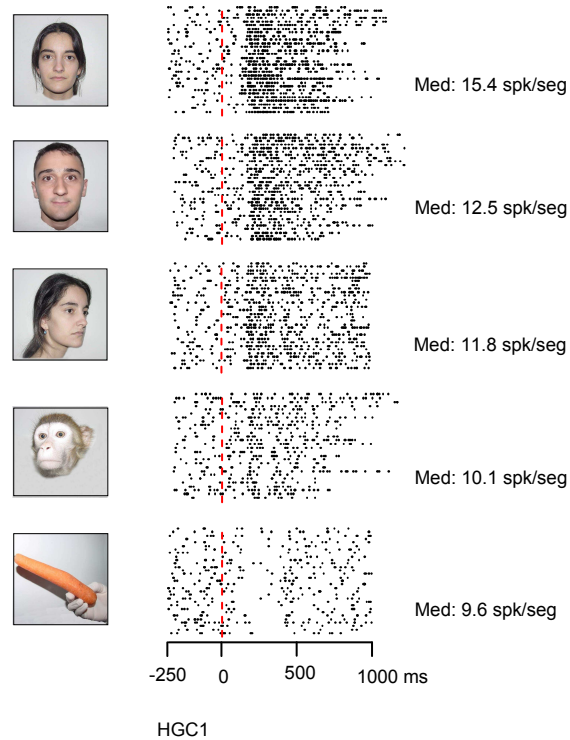 Med: 15.4 spk/seg
Med: 12.5 spk/seg
Med: 11.8 spk/seg
Med: 10.1 spk/seg
Med: 9.6 spk/seg
-250 0 500 1000 ms
HGC1